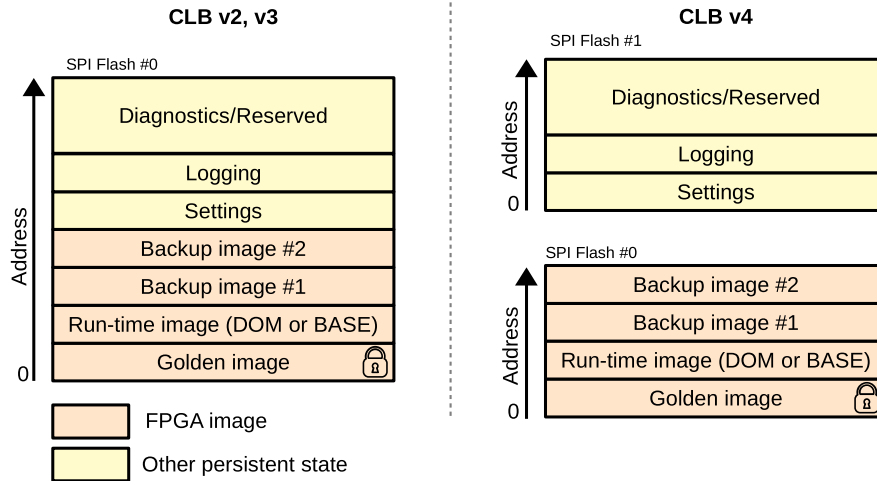 CLB v2, v3
SPI Flash #0
Address
0
Diagnostics/Reserved
Logging
Settings
Backup image #2
Backup image #1
Run-time image (DOM or BASE)
Golden image
FPGA image
Other persistent state
CLB v4
SPI Flash #1
Address
0
Diagnostics/Reserved
Logging
Settings
SPI Flash #0
Address
0
Backup image #2
Backup image #1
Run-time image (DOM or BASE)
Golden image